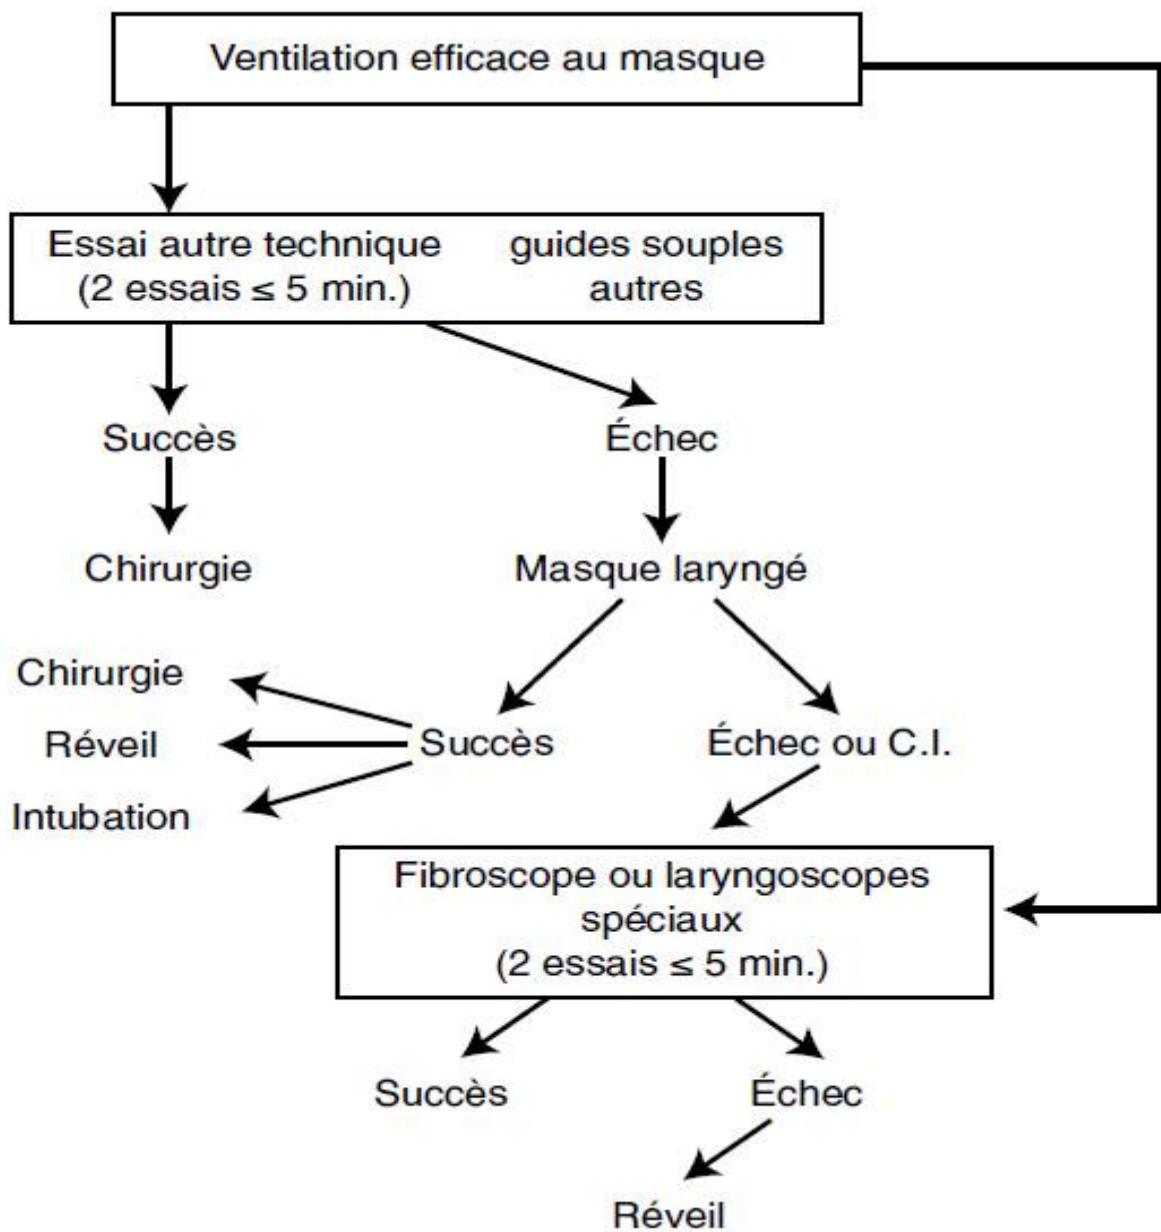 Ventilation efficace au masque
Essai autre technique guides souples
(2 essais ≤ 5 min.) autres
Succès Échec
Chirurgie Masque laryngé
Chirurgie
Réveil Succès Échec ou C.I.
Intubation
Fibroscope ou laryngoscopes
spéciaux
(2 essais ≤ 5 min.)
Succès Échec
Réveil